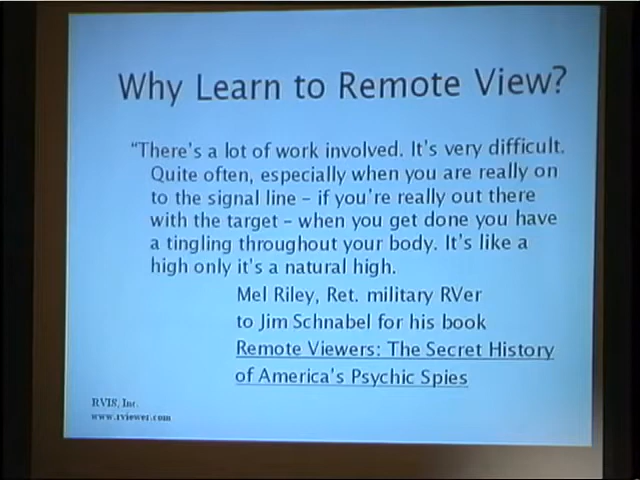 Why Learn to Remote View?
“There's a lot of work involved. It's very difficult.
Quite often, especially when you are really on
to the signal line – if you're really out there
with the target – when you get done you have
a tingling throughout your body. It's like a
high only it's a natural high.
Mel Riley, Ret. military RVer
to Jim Schnabel for his book
Remote Viewers: The Secret History
of America's Psychic Spies
RVIS, Inc.
www.rviewer.com